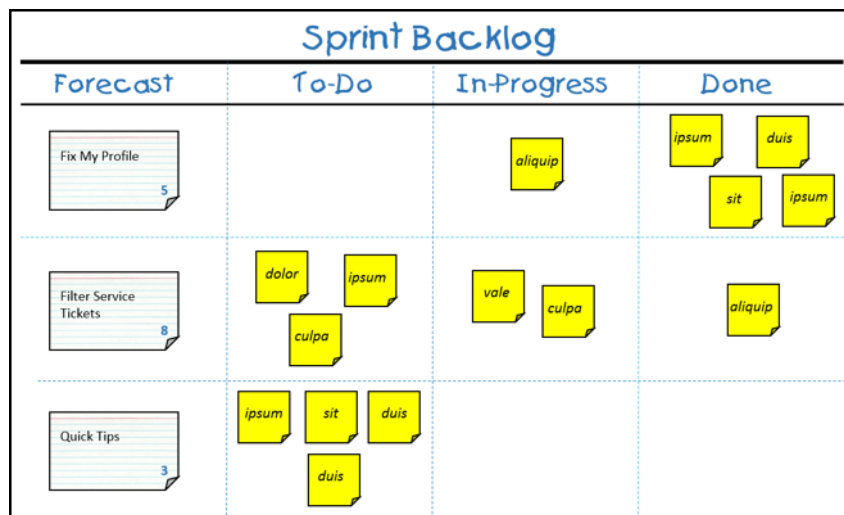 Sprint Backlog
Forecast To-Do In-Progress Done
Fix My Profile
5
aliquip
ipsum
duis
sit
ipsum
Filter Service
Tickets
8
dolor
ipsum
culpa
vale
culpa
aliquip
Quick Tips
3
ipsum
sit
duis
duis